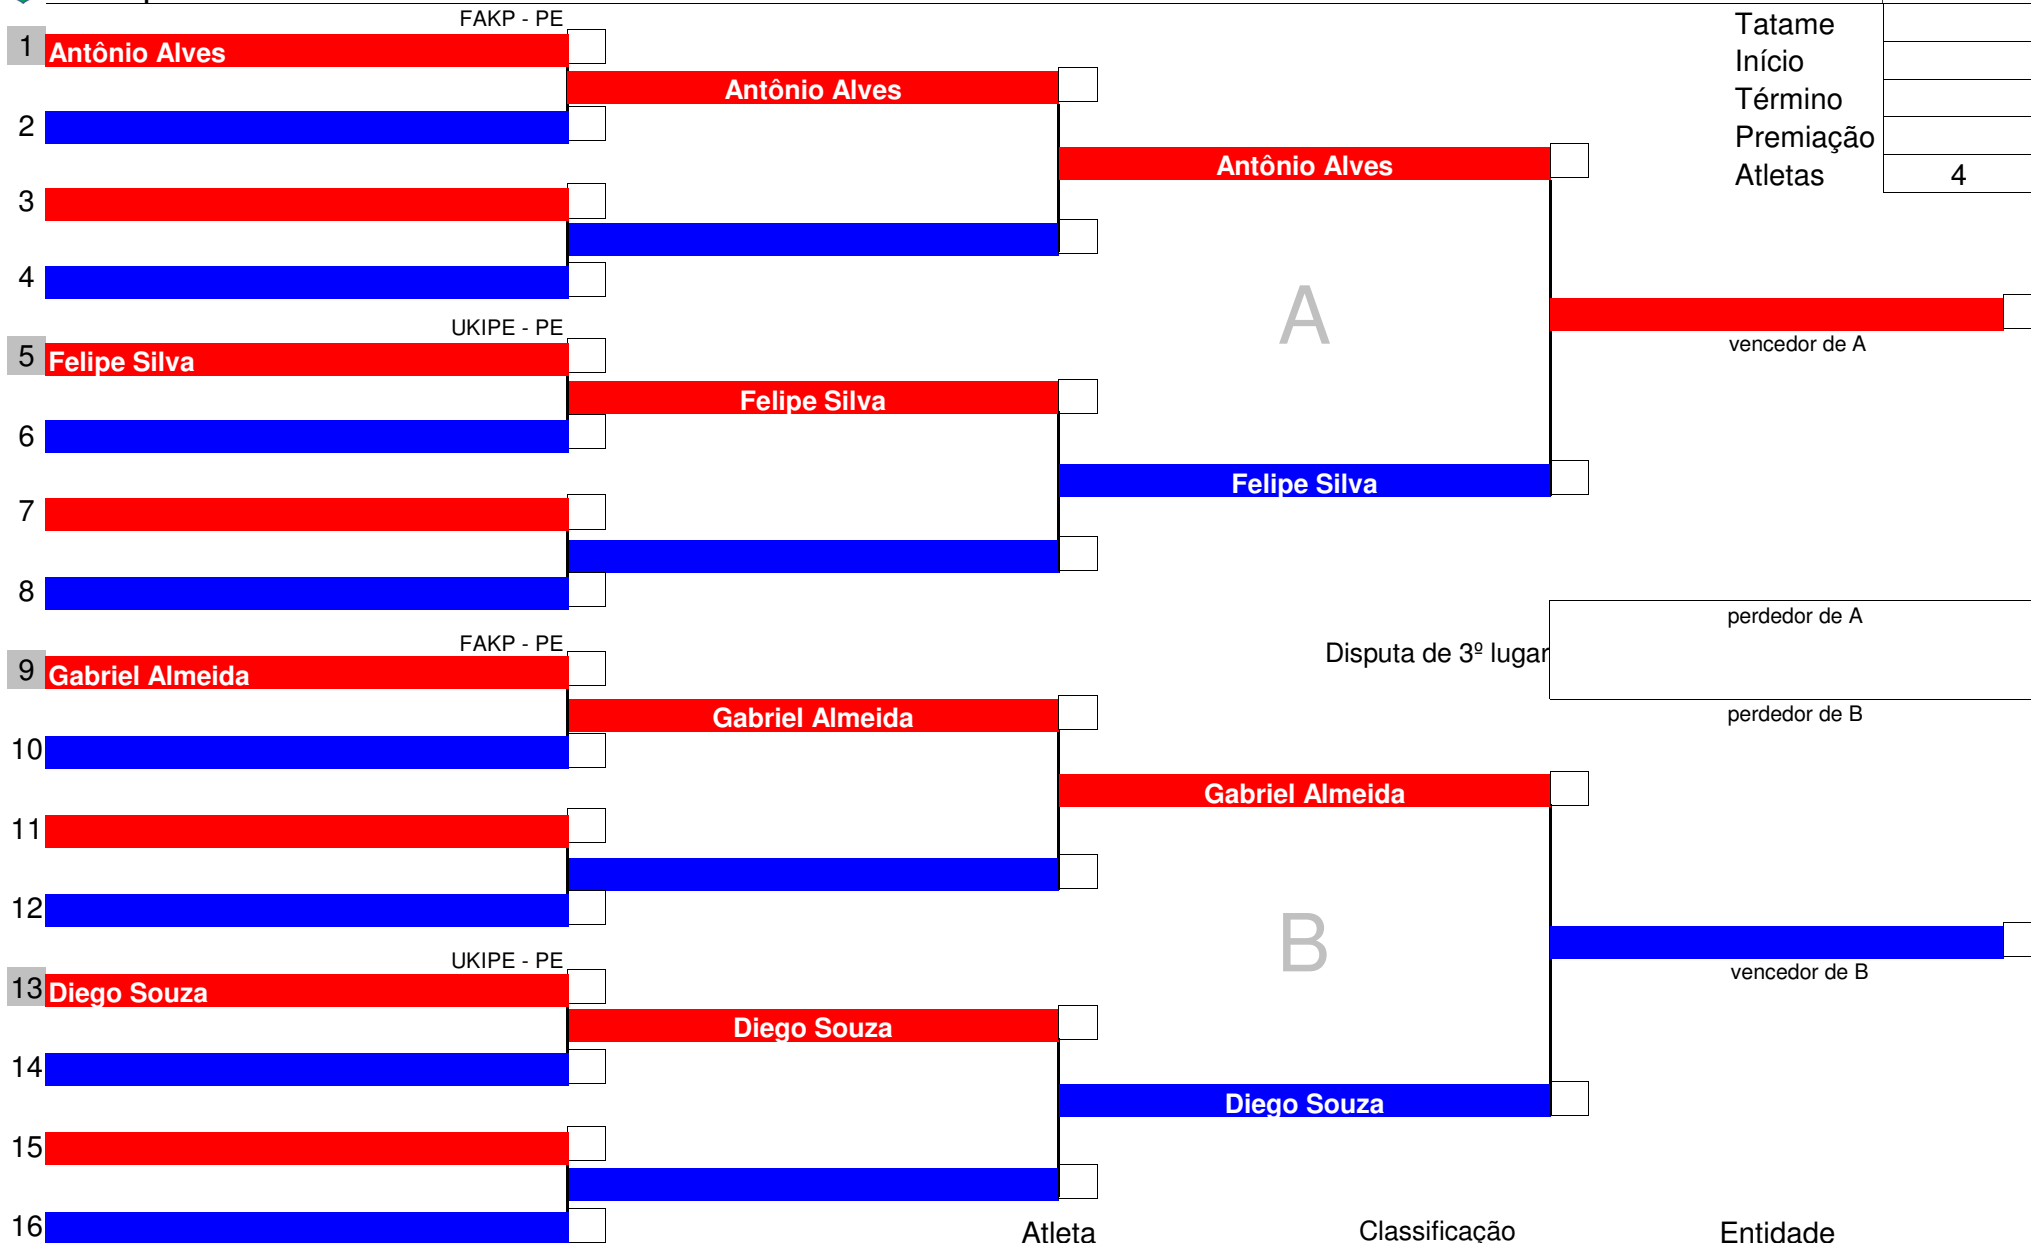 FAKP - PE
Tatame
1 Antônio Alves
Início
Antônio Alves
Término
2
Premiação
Antônio Alves
Atletas 4
3
4
A
UKIPE - PE
vencedor de A
5 Felipe Silva
Felipe Silva
6
Felipe Silva
7
8
perdedor de A
FAKP - PE
Disputa de 3º lugar
9 Gabriel Almeida
Gabriel Almeida
perdedor de B
10
Gabriel Almeida
11
12
B
UKIPE - PE
vencedor de B
13 Diego Souza
Diego Souza
14
Diego Souza
15
16
Atleta Classificação Entidade